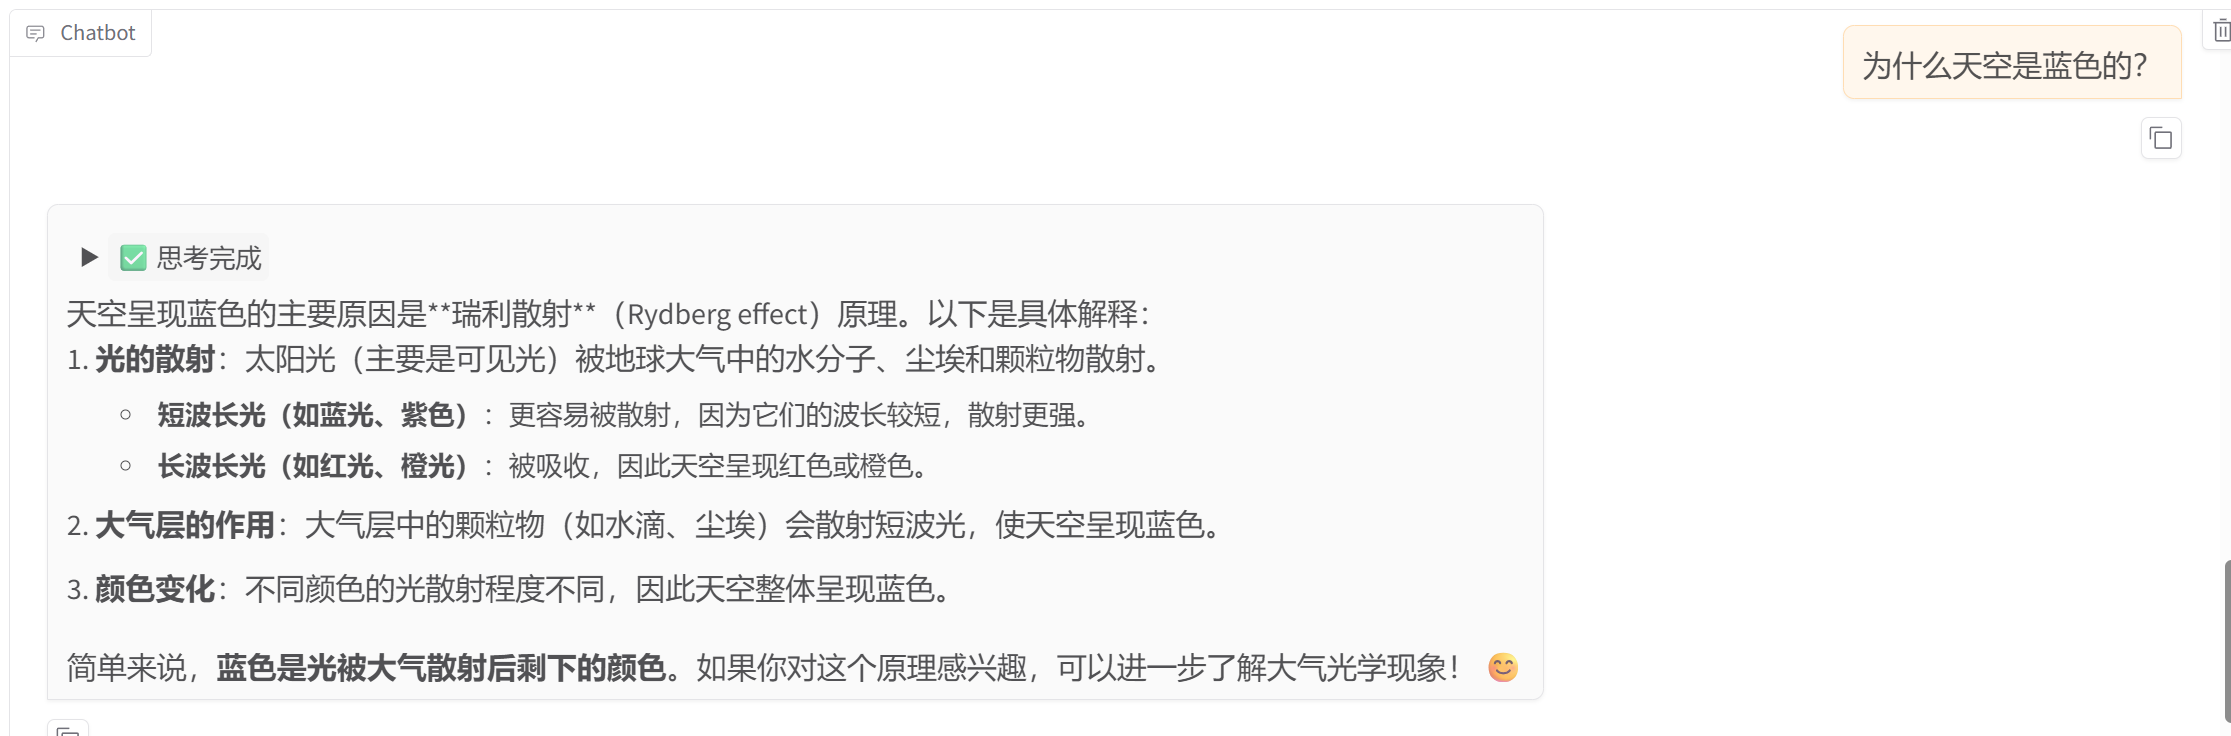 Chatbot
为什么天空是蓝色的？
思考完成
天空呈现蓝色的主要原因是**瑞利散射**（Rydberg effect）原理。以下是具体解释：
1. 光的散射：太阳光（主要是可见光）被地球大气中的水分子、尘埃和颗粒物散射。
短波长光（如蓝光、紫色）：更容易被散射，因为它们的波长较短，散射更强。
长波长光（如红光、橙光）：被吸收，因此天空呈现红色或橙色。
2. 大气层的作用：大气层中的颗粒物（如水滴、尘埃）会散射短波光，使天空呈现蓝色。
3. 颜色变化：不同颜色的光散射程度不同，因此天空整体呈现蓝色。
简单来说，蓝色是光被大气散射后剩下的颜色。如果你对这个原理感兴趣，可以进一步了解大气光学现象！ 😊